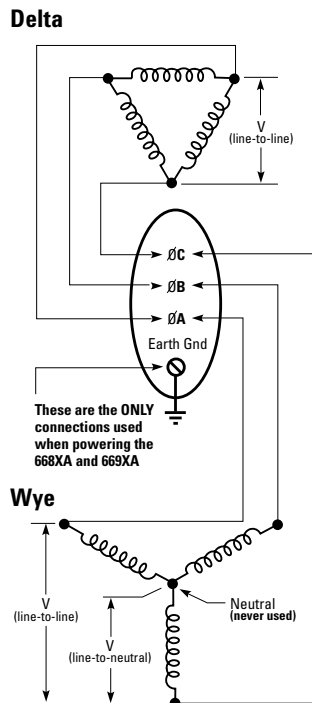 Delta
V
(line-to-line)
ØC
ØB
ØA
Earth Gnd
These are the ONLY
connections used
when powering the
668XA and 669XA
Wye
V
(line-to-line)
V
(line-to-neutral)
Neutral
(never used)